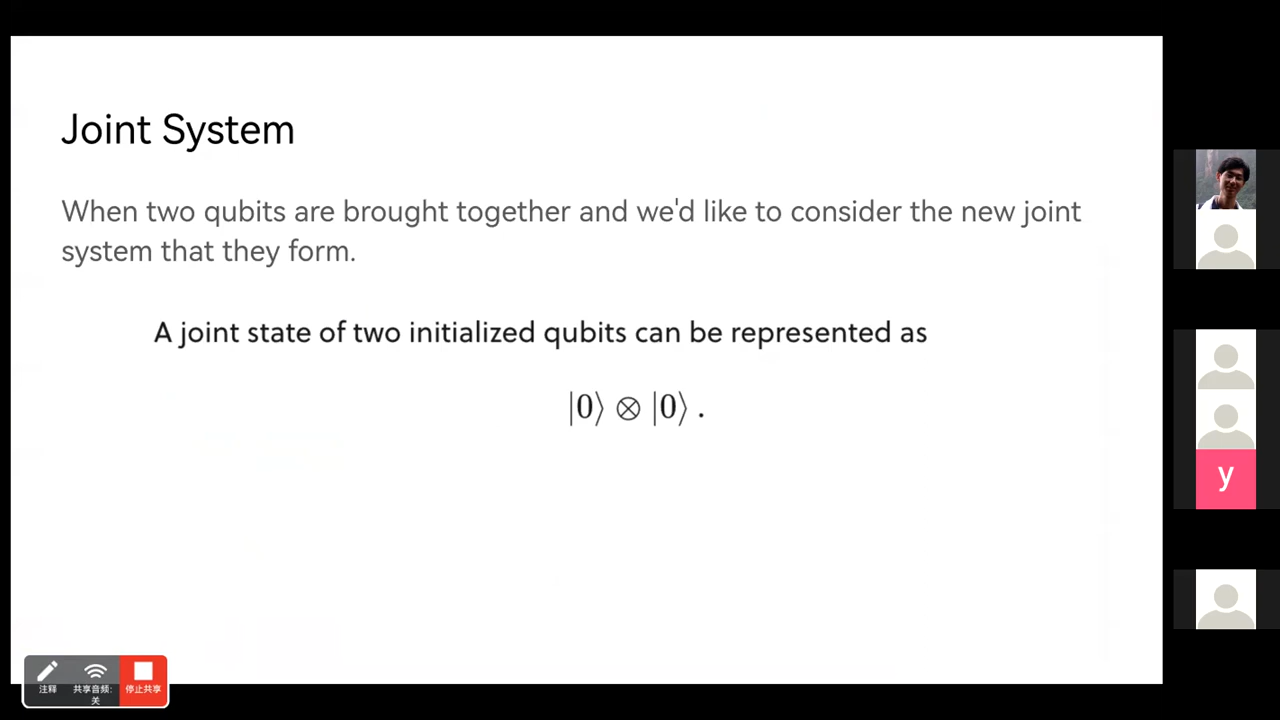 Joint System
When two qubits are brought together and we'd like to consider the new joint
system that they form.
A joint state of two initialized qubits can be represented as
|0⟩ ⊗ |0⟩ .
y
注释
共享音频:
关
停止共享